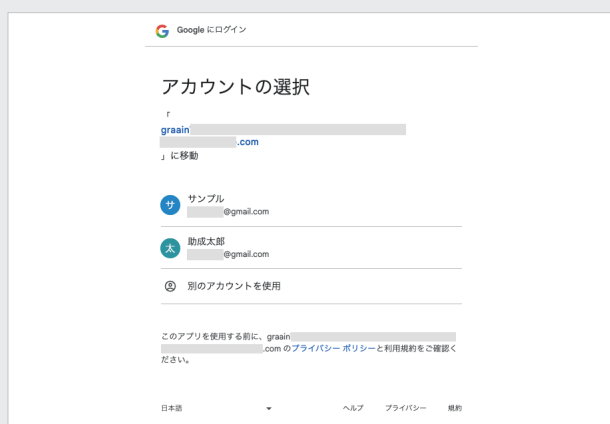 Google にログイン
アカウントの選択
「
graain
.com
」に移動
サ
サンプル
@gmail.com
太
助成太郎
@gmail.com
別のアカウントを使用
このアプリを使用する前に、graain
.com のプライバシー ポリシーと利用規約をご確認く
ださい。
日本語 ヘルプ プライバシー 規約